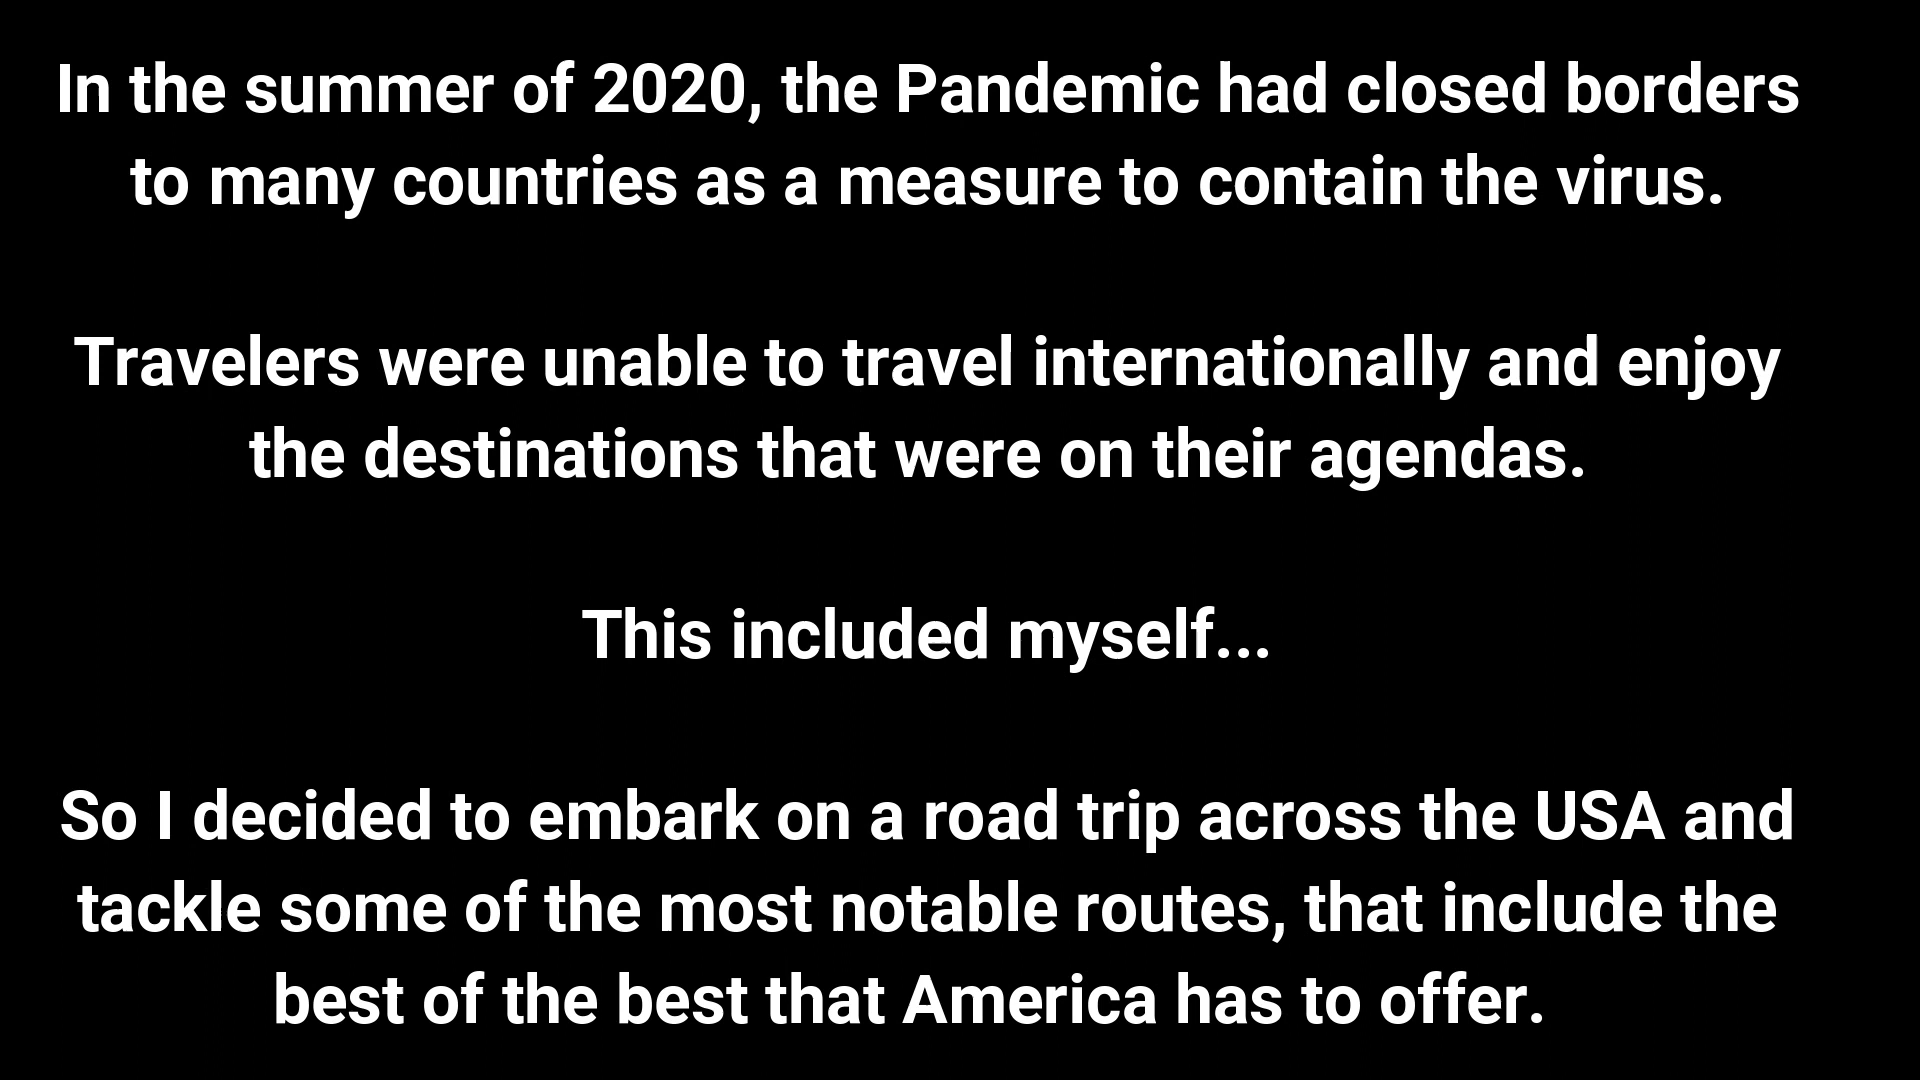 In the summer of 2020, the Pandemic had closed borders
to many countries as a measure to contain the virus.
Travelers were unable to travel internationally and enjoy
the destinations that were on their agendas.
This included myself...
So I decided to embark on a road trip across the USA and
tackle some of the most notable routes, that include the
best of the best that America has to offer.